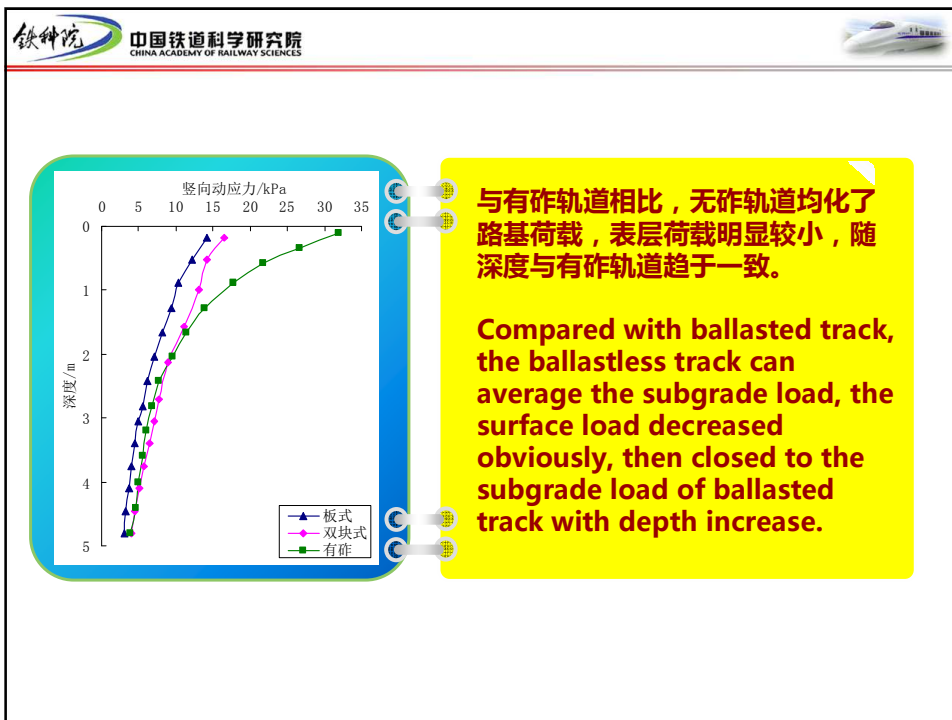 铁科院
中国铁道科学研究院
CHINA ACADEMY OF RAILWAY SCIENCES
竖向动应力/kPa
0 5 10 15 20 25 30 35
0
1
2
3
4
5
深度/m
板式
双块式
有砟
与有砟轨道相比，无砟轨道均化了
路基荷载，表层荷载明显较小，随
深度与有砟轨道趋于一致。
Compared with ballasted track,
the ballastless track can
average the subgrade load, the
surface load decreased
obviously, then closed to the
subgrade load of ballasted
track with depth increase.